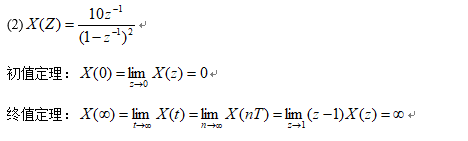 (2) X(Z) = \frac{10z^{-1}}{(1-z^{-1})^2}↵
初值定理：X(0) = \lim_{z→0} X(z) = 0↵
终值定理：X(∞) = \lim_{t→∞} X(t) = \lim_{n→∞} X(nT) = \lim_{z→1} (z-1)X(z) = ∞↵